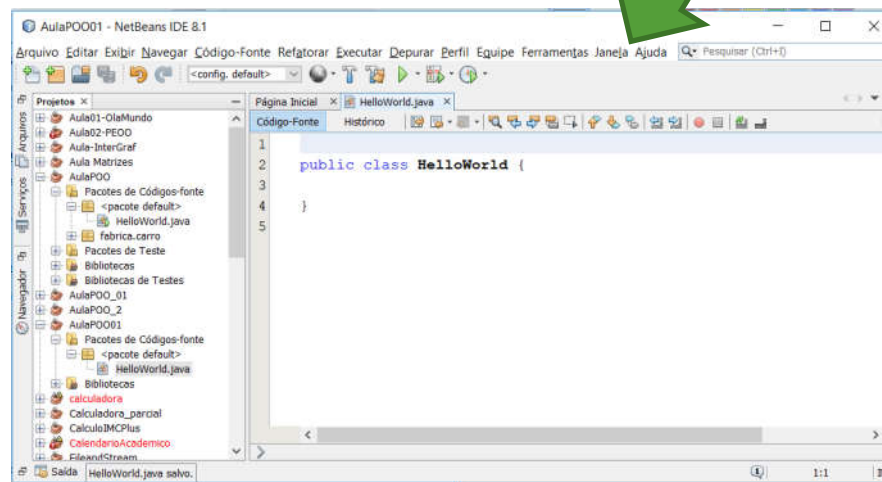 AulaPOO01 - NetBeans IDE 8.1
Arquivo Editar Exibir Navegar Código-Fonte Refatorar Executar Depurar Perfil Equipe Ferramentas Janela Ajuda Pesquisar (Ctrl+I)
<config. default>
Projetos
Página Inicial HelloWorld.java
Código-Fonte Histórico
Arquivos
Serviços
Navegador
Aula01-OlaMundo
Aula02-PEOO
Aula-InterGraf
Aula Matrizes
AulaPOO
Pacotes de Códigos-fonte
<pacote default>
HelloWorld.java
fabrica.carro
Pacotes de Teste
Bibliotecas
Bibliotecas de Testes
AulaPOO_01
AulaPOO_2
AulaPOO01
Pacotes de Códigos-fonte
<pacote default>
HelloWorld.java
Bibliotecas
calculadora
Calculadora_parcial
CalculoIMCPlus
CalendarioAcademico
FileandStream
1
2 public class HelloWorld {
3
4 }
5
Saída HelloWorld.java salvo. 1:1